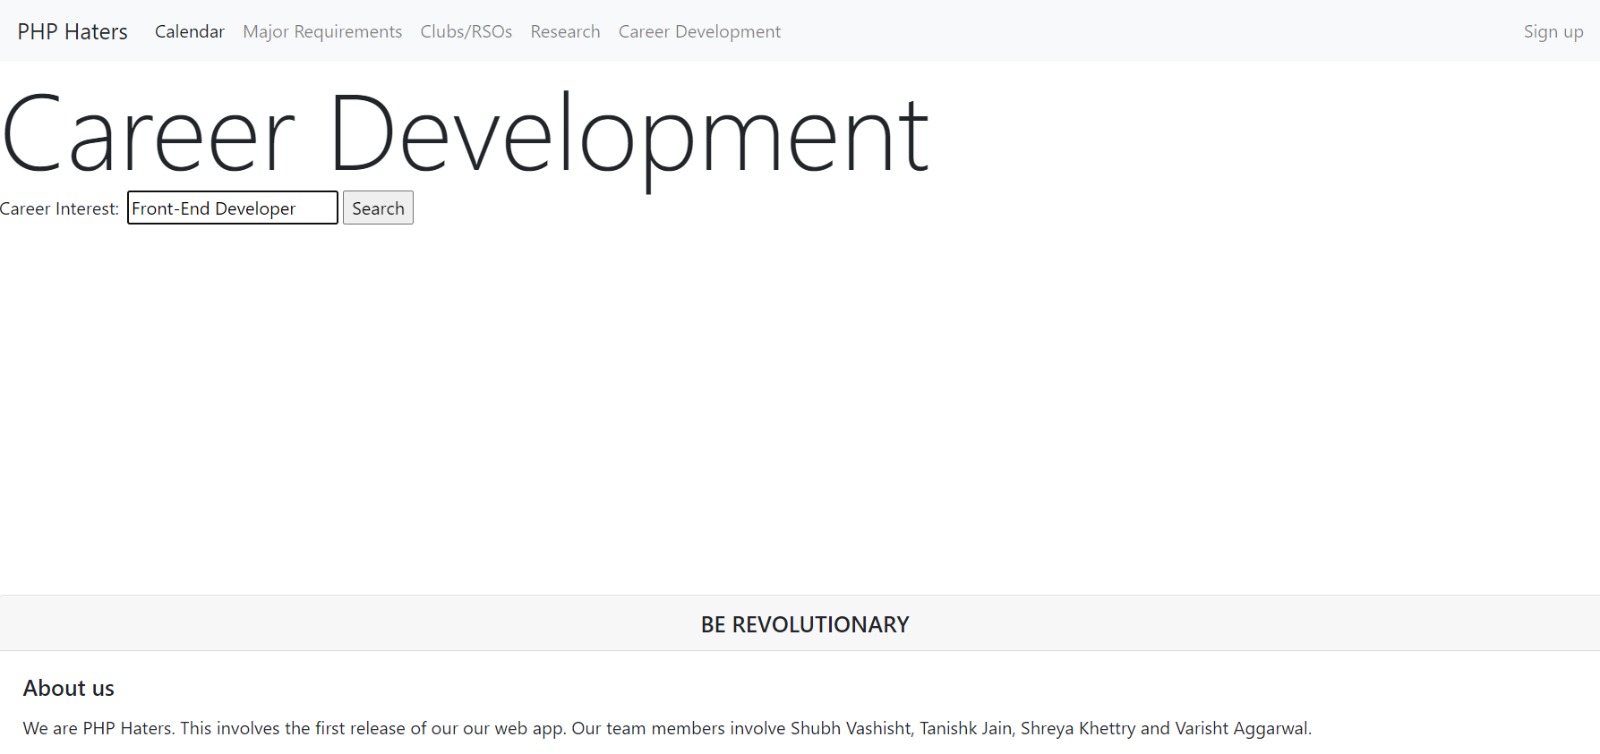 PHP Haters Calendar Major Requirements Clubs/RSOs Research Career Development Sign up
Career Development
Career Interest: Front-End Developer Search
BE REVOLUTIONARY
About us
We are PHP Haters. This involves the first release of our our web app. Our team members involve Shubh Vashisht, Tanishk Jain, Shreya Khettry and Varisht Aggarwal.